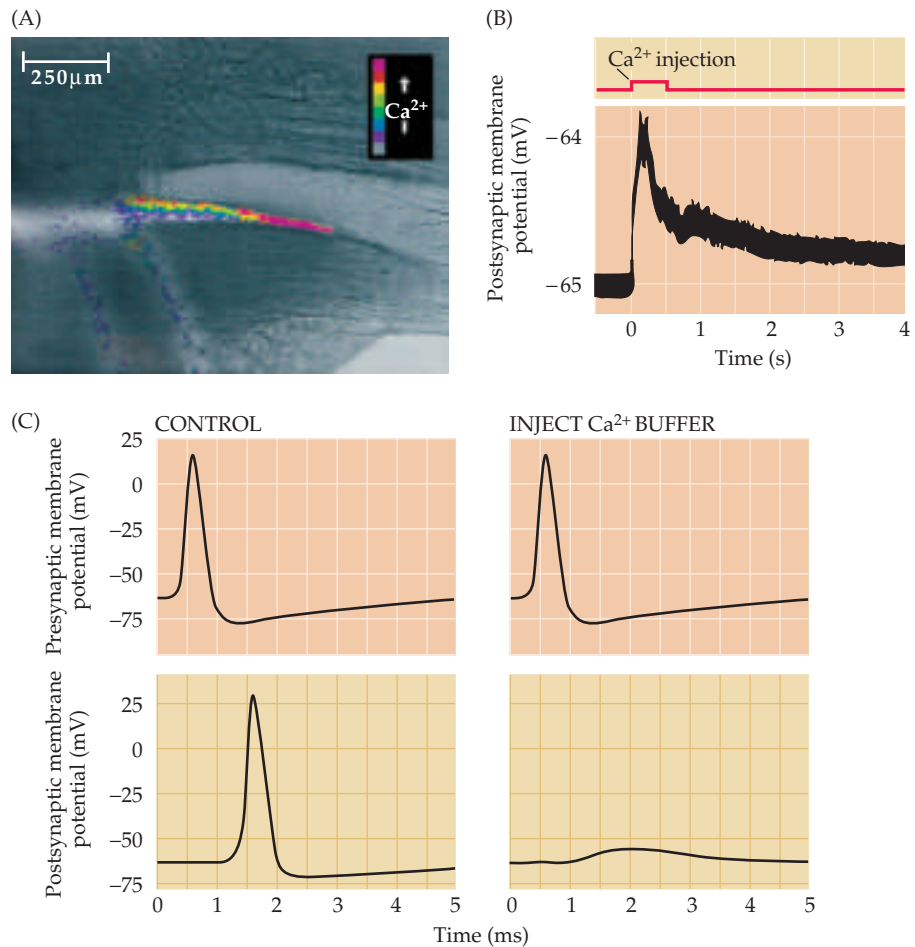 (A)
250μm
Ca²⁺
(B)
Ca²⁺ injection
Postsynaptic membrane
potential (mV)
−64
−65
0 1 2 3 4
Time (s)
(C)
CONTROL
INJECT Ca²⁺ BUFFER
Presynaptic membrane
potential (mV)
25
0
−25
−50
−75
Postsynaptic membrane
potential (mV)
25
0
−25
−50
−75
0 1 2 3 4 5
0 1 2 3 4 5
Time (ms)